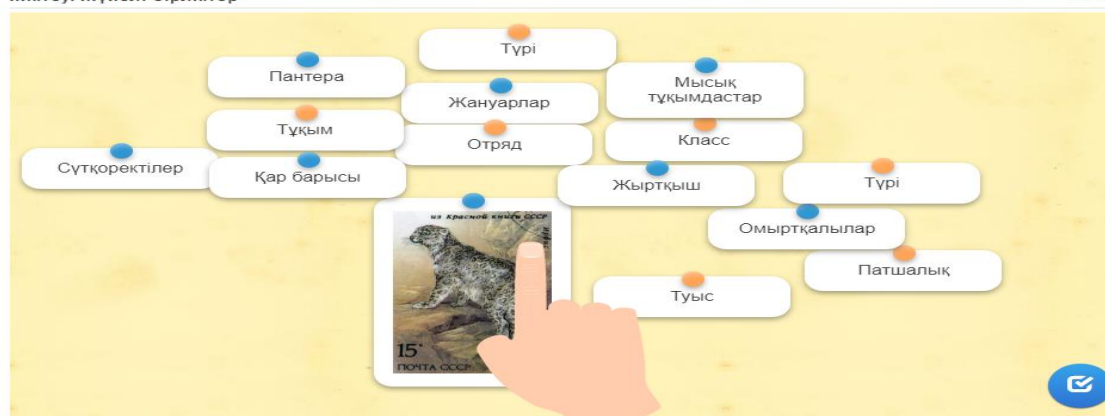 Түрі
Пантера
Мысық
тұқымдастар
Жануарлар
Тұқым
Отряд
Класс
Сүтқоректілер
Қар барысы
Жыртқыш
Түрі
Омыртқалылар
Патшалық
Туыс
из Красной книги СССР
15
ПОЧТА СССР